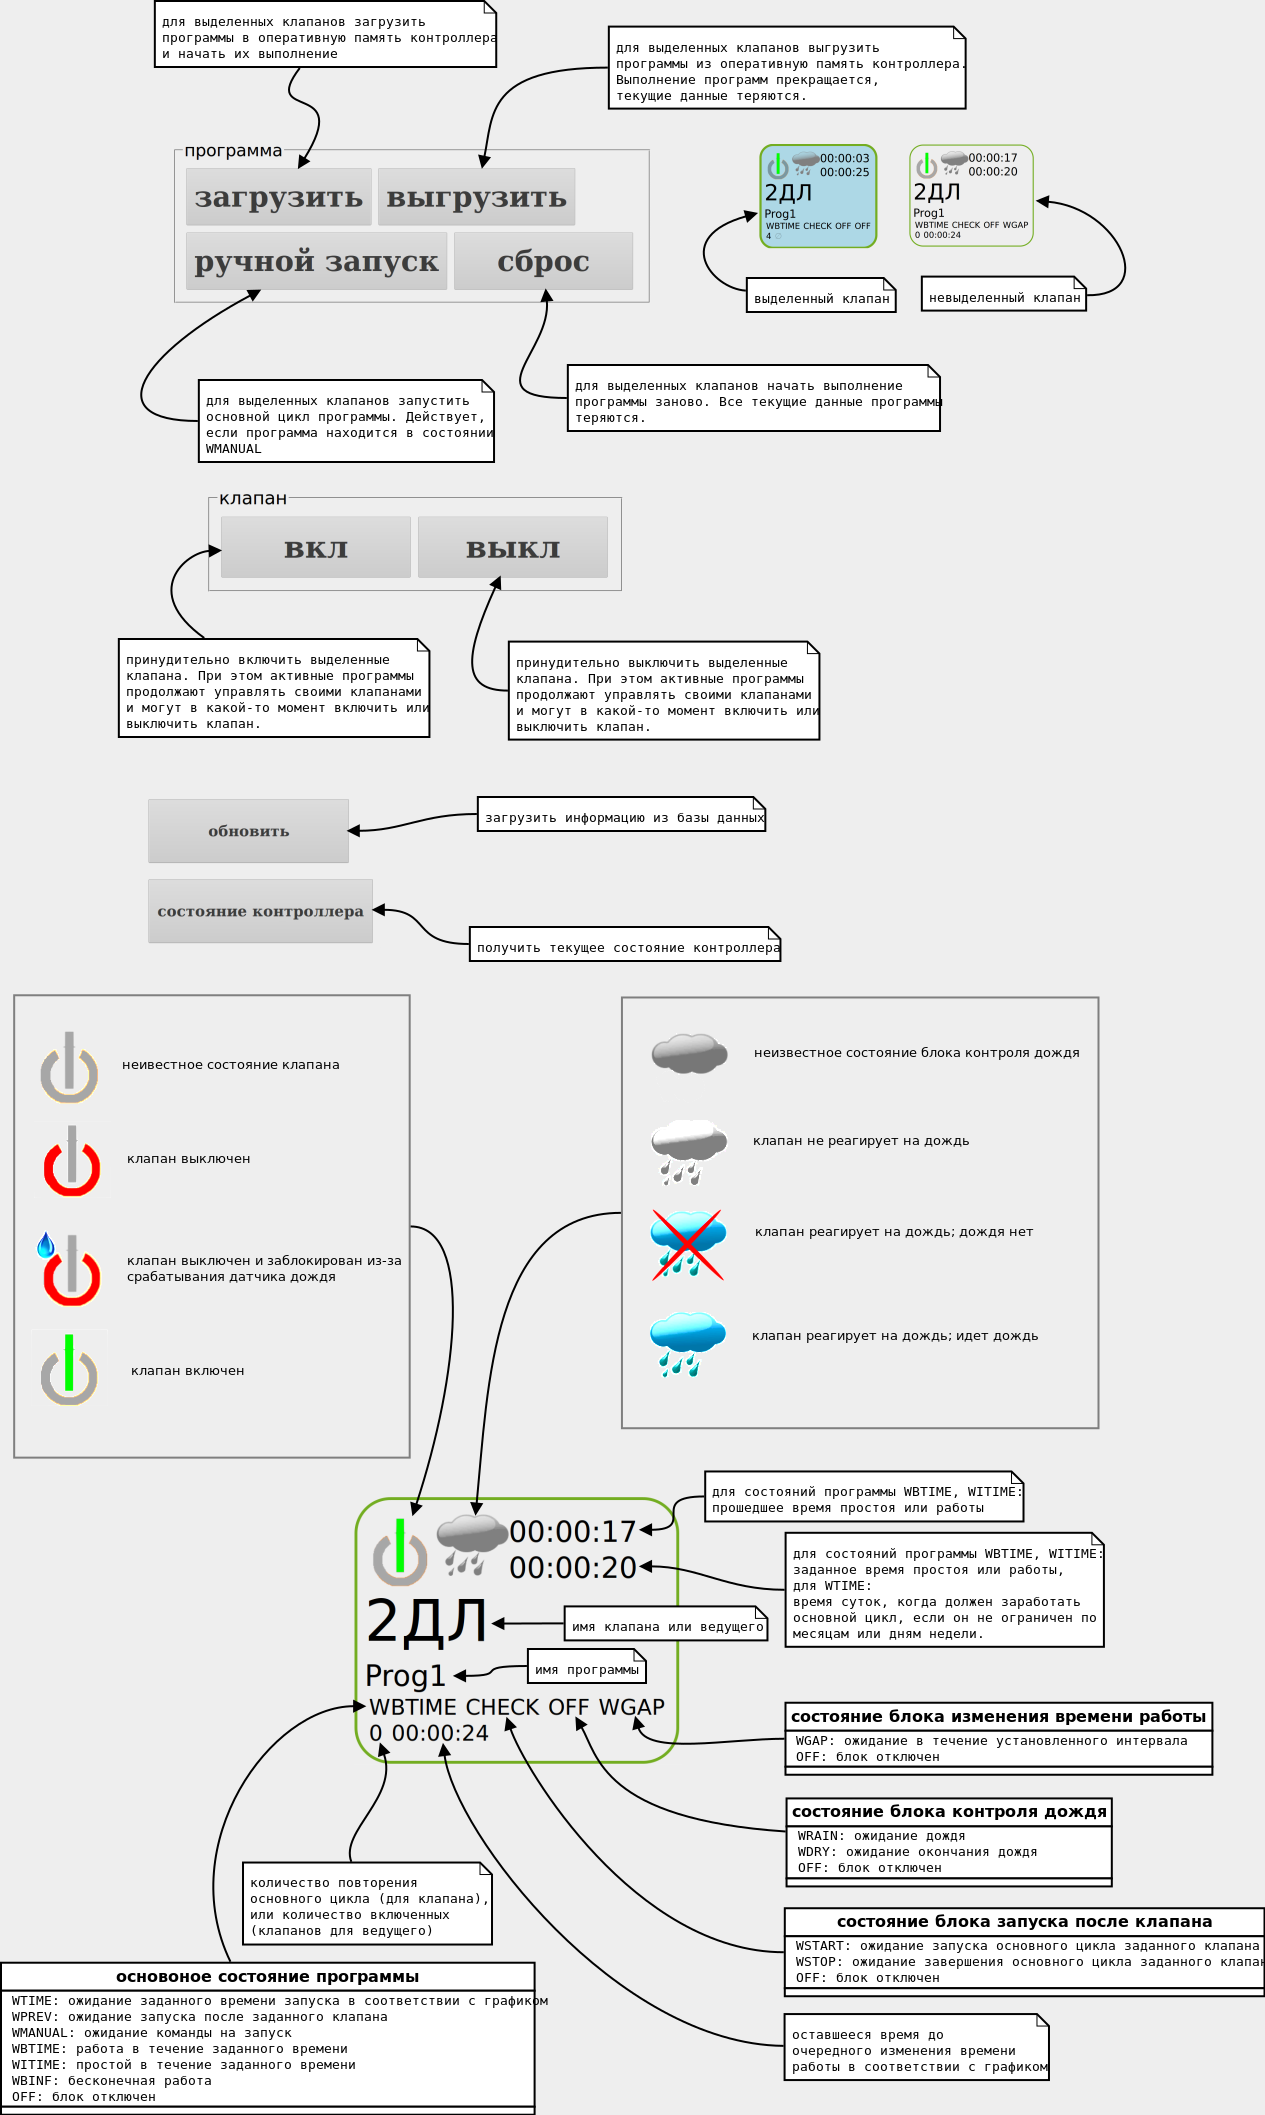 для выделенных клапанов загрузить
программы в оперативную память контроллера
и начать их выполнение
для выделенных клапанов выгрузить
программы из оперативную память контроллера.
Выполнение программ прекращается,
текущие данные теряются.
программа
загрузить
выгрузить
ручной запуск
сброс
00:00:03
00:00:25
2ДЛ
Prog1
WBTIME CHECK OFF OFF
4
00:00:17
00:00:20
2ДЛ
Prog1
WBTIME CHECK OFF WGAP
0 00:00:24
выделенный клапан
невыделенный клапан
для выделенных клапанов запустить
основной цикл программы. Действует,
если программа находится в состоянии
WMANUAL
для выделенных клапанов начать выполнение
программы заново. Все текущие данные программы
теряются.
клапан
вкл
выкл
принудительно включить выделенные
клапана. При этом активные программы
продолжают управлять своими клапанами
и могут в какой-то момент включить или
выключить клапан.
принудительно выключить выделенные
клапана. При этом активные программы
продолжают управлять своими клапанами
и могут в какой-то момент включить или
выключить клапан.
обновить
загрузить информацию из базы данных
состояние контроллера
получить текущее состояние контроллера
неивестное состояние клапана
клапан выключен
клапан выключен и заблокирован из-за
срабатывания датчика дождя
клапан включен
неизвестное состояние блока контроля дождя
клапан не реагирует на дождь
клапан реагирует на дождь; дождя нет
клапан реагирует на дождь; идет дождь
для состояний программы WBTIME, WITIME:
прошедшее время простоя или работы
00:00:17
00:00:20
для состояний программы WBTIME, WITIME:
заданное время простоя или работы,
для WTIME:
время суток, когда должен заработать
основной цикл, если он не ограничен по
месяцам или дням недели.
2ДЛ
имя клапана или ведущего
Prog1
имя программы
WBTIME CHECK OFF WGAP
0 00:00:24
состояние блока изменения времени работы
WGAP: ожидание в течение установленного интервала
OFF: блок отключен
состояние блока контроля дождя
WRAIN: ожидание дождя
WDRY: ожидание окончания дождя
OFF: блок отключен
количество повторения
основного цикла (для клапана),
или количество включенных
(клапанов для ведущего)
состояние блока запуска после клапана
WSTART: ожидание запуска основного цикла заданного клапана
WSTOP: ожидание завершения основного цикла заданного клапан
OFF: блок отключен
основоное состояние программы
WTIME: ожидание заданного времени запуска в соответствии с графиком
WPREV: ожидание запуска после заданного клапана
WMANUAL: ожидание команды на запуск
WBTIME: работа в течение заданного времени
WITIME: простой в течение заданного времени
WBINF: бесконечная работа
OFF: блок отключен
оставшееся время до
очередного изменения времени
работы в соответствии с графиком